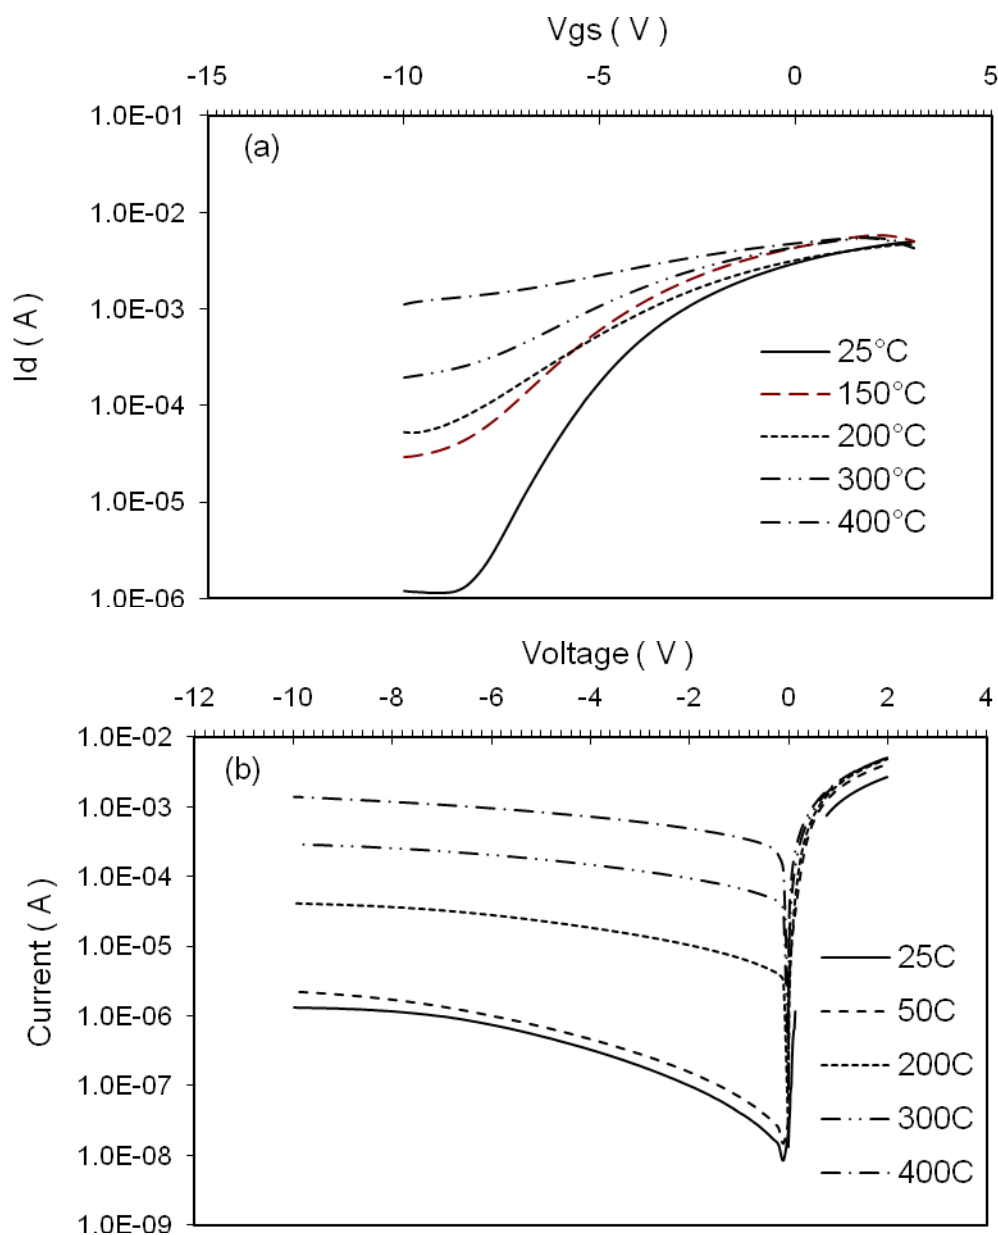 Vgs ( V )
-15 -10 -5 0 5
1.0E-01
(a)
1.0E-02
1.0E-03
Id ( A )
25°C
150°C
1.0E-04
200°C
300°C
1.0E-05
400°C
1.0E-06
Voltage ( V )
-12 -10 -8 -6 -4 -2 0 2 4
1.0E-02
(b)
1.0E-03
1.0E-04
Current ( A )
1.0E-05
25C
1.0E-06
50C
200C
1.0E-07
300C
1.0E-08
400C
1.0E-09